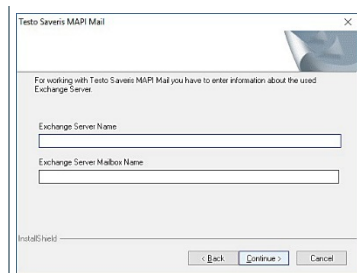 Testo Saveris MAPI Mail
For working with Testo Saveris MAPI Mail you have to enter information about the used
Exchange Server.
Exchange Server Name
Exchange Server Mailbox Name
InstallShield
< Back
Continue >
Cancel